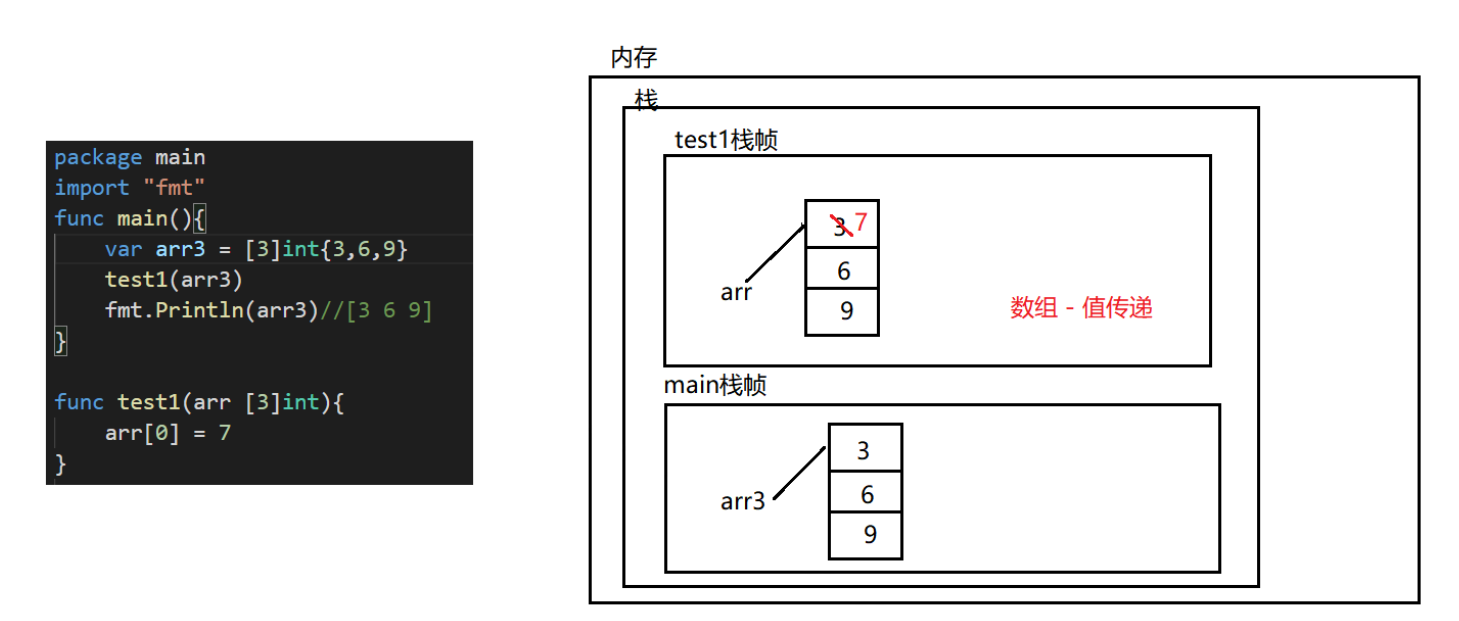 package main
import "fmt"
func main(){
    var arr3 = [3]int{3,6,9}
    test1(arr3)
    fmt.Println(arr3)//[3 6 9]
}
func test1(arr [3]int){
    arr[0] = 7
}
内存
栈
test1栈帧
3 7
6
arr
9
数组 - 值传递
main栈帧
3
6
arr3
9